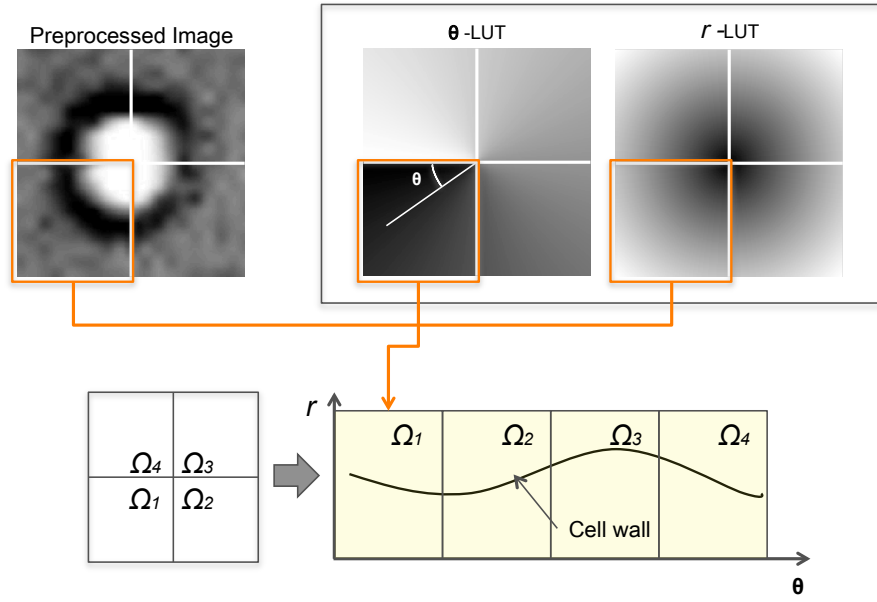 Preprocessed Image
θ -LUT
r -LUT
θ
r
Ω1 Ω2 Ω3 Ω4
Ω4 Ω3
Ω1 Ω2
Cell wall
θ